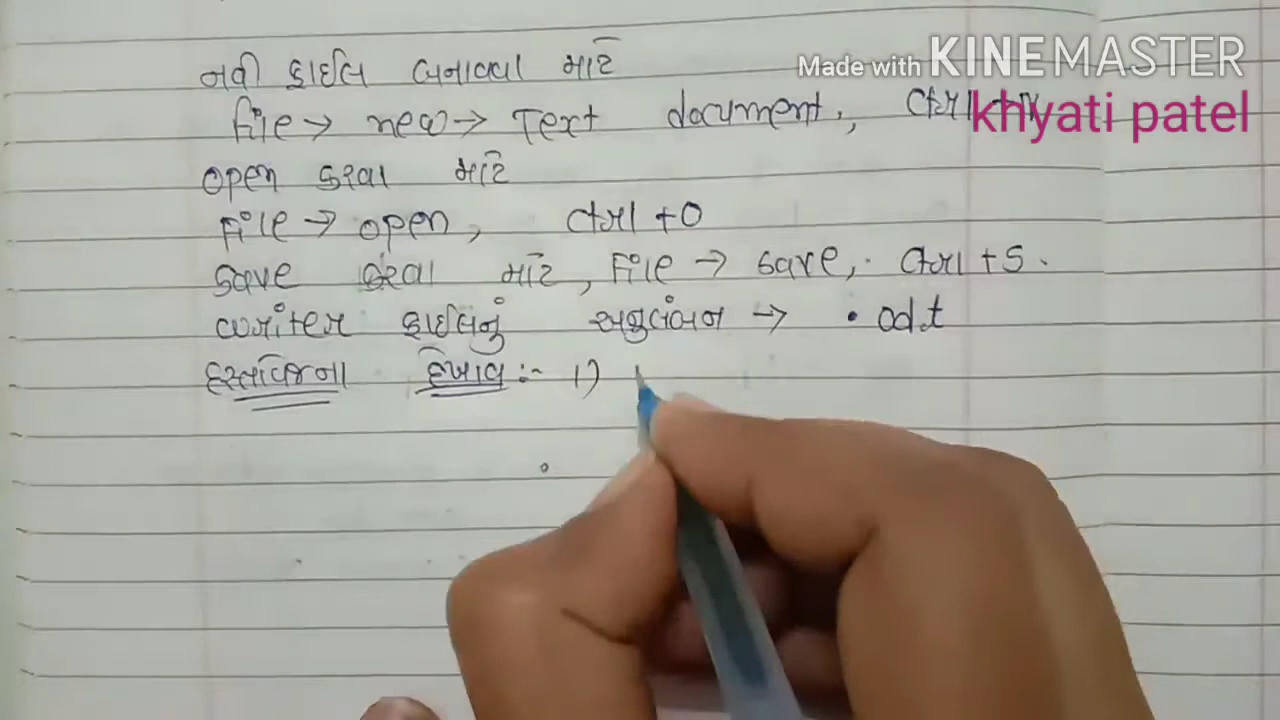 નવી ફાઈલ બનાવવા માટે
Made with KINEMASTER
File → new → Text document., Ctrl +N
khyati patel
open કરવા માટે
File → open, Ctrl +O
Save કરવા માટે, File → save,. Ctrl +S.
writer ફાઈલનું અનુલંબન → . odt
દસ્તાવેજના દેખાવ :- 1)